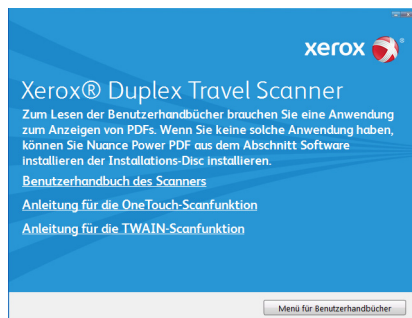 xerox
Xerox® Duplex Travel Scanner
Zum Lesen der Benutzerhandbücher brauchen Sie eine Anwendung
zum Anzeigen von PDFs. Wenn Sie keine solche Anwendung haben,
können Sie Nuance Power PDF aus dem Abschnitt Software
installieren der Installations-Disc installieren.
Benutzerhandbuch des Scanners
Anleitung für die OneTouch-Scanfunktion
Anleitung für die TWAIN-Scanfunktion
Menü für Benutzerhandbücher